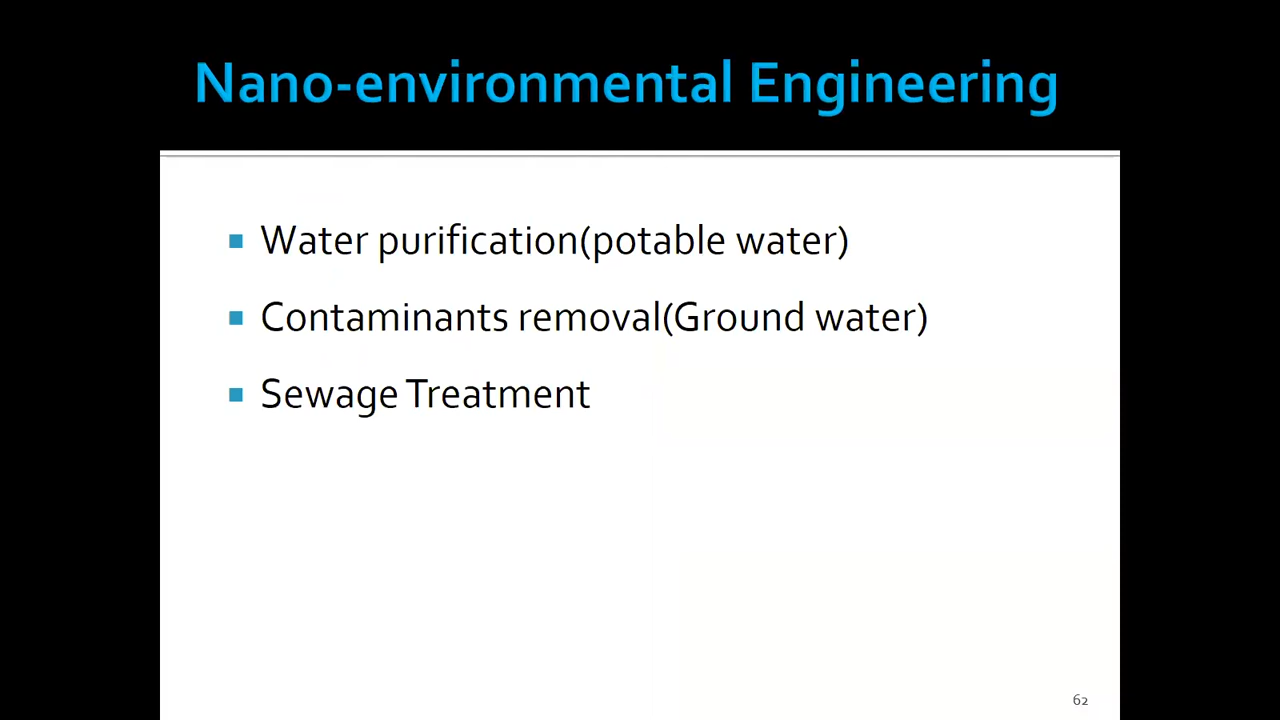 Nano-environmental Engineering
Water purification(potable water)
Contaminants removal(Ground water)
Sewage Treatment
62